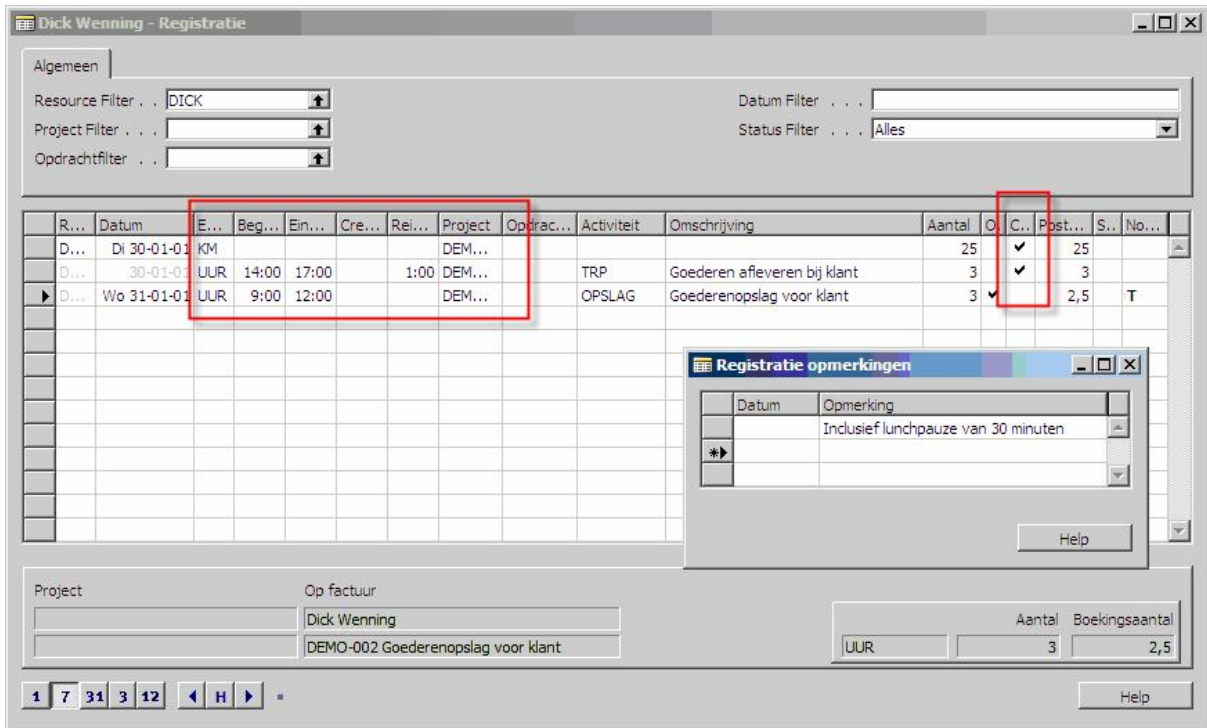 Dick Wenning - Registratie
Algemeen
Resource Filter . . DICK
Datum Filter . . .
Project Filter . . .
Status Filter . . . Alles
Opdrachtfilter . .
R... Datum E... Beg... Ein... Cre... Rei... Project Opdrac... Activiteit Omschrijving Aantal O. C... Post... S.. No...
D... Di 30-01-01 KM DEM... 25 ✔ 25
D... 30-01-01 UUR 14:00 17:00 1:00 DEM... TRP Goederen afleveren bij klant 3 ✔ 3
D... Wo 31-01-01 UUR 9:00 12:00 DEM... OPSLAG Goederenopslag voor klant 3 ✔ 2,5 T
Registratie opmerkingen
Datum Opmerking
Inclusief lunchpauze van 30 minuten
Help
Project Op factuur
Dick Wenning
Aantal Boekingsaantal
DEMO-002 Goederenopslag voor klant UUR 3 2,5
1 7 31 3 12 H Help